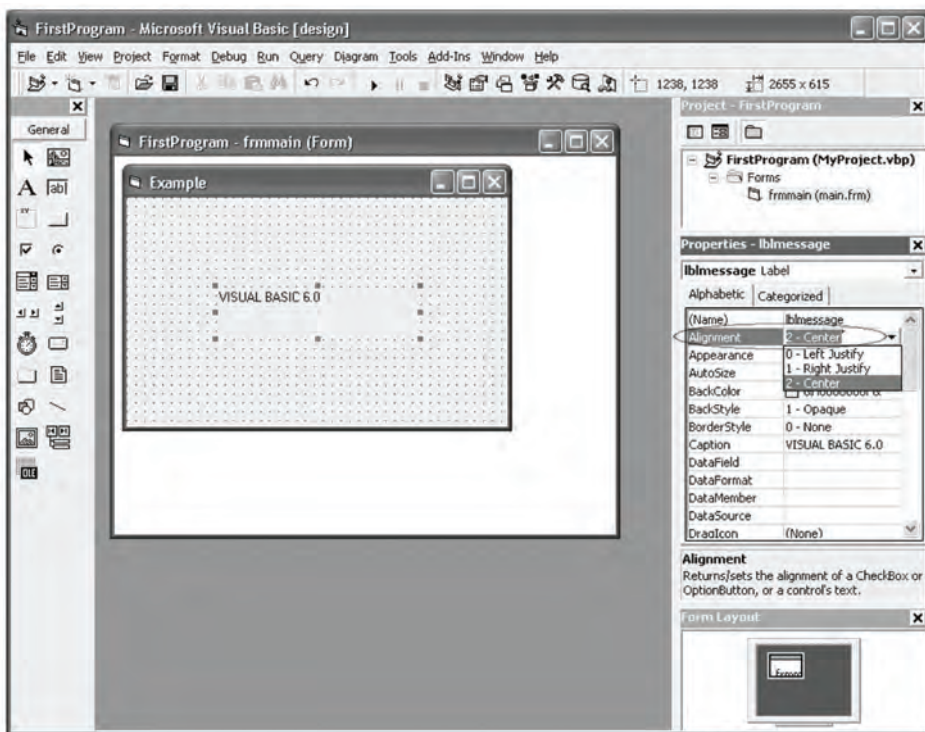 FirstProgram - Microsoft Visual Basic [design]
File Edit View Project Format Debug Run Query Diagram Tools Add-Ins Window Help
1238, 1238 2655 x 615
General
A
ab
OLE
FirstProgram - frmmain (Form)
Example
VISUAL BASIC 6.0
Project - FirstProgram
FirstProgram (MyProject.vbp)
Forms
frmmain (main.frm)
Properties - lblmessage
lblmessage Label
Alphabetic Categorized
(Name) lblmessage
Alignment 2 - Center
0 - Left Justify
1 - Right Justify
2 - Center
Appearance
AutoSize
BackColor
BackStyle 1 - Opaque
BorderStyle 0 - None
Caption VISUAL BASIC 6.0
DataField
DataFormat
DataMember
DataSource
DragIcon (None)
Alignment
Returns/sets the alignment of a CheckBox or
OptionButton, or a control's text.
Form Layout